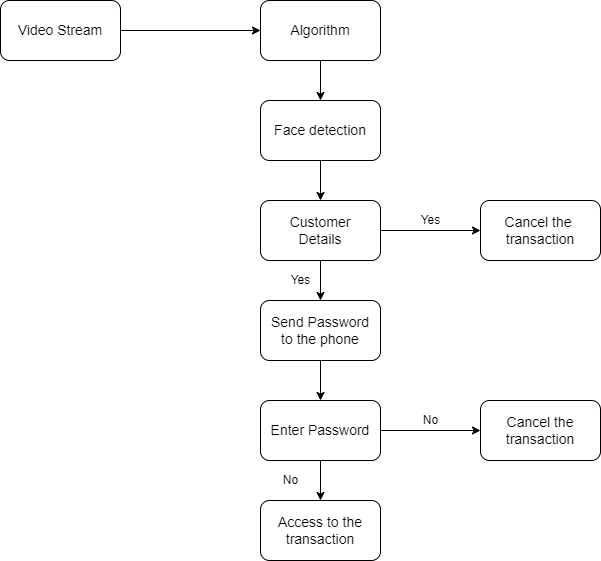 Video Stream
Algorithm
Face detection
Customer
Details
Yes
Cancel the
transaction
Yes
Send Password
to the phone
Enter Password
No
Cancel the
transaction
No
Access to the
transaction